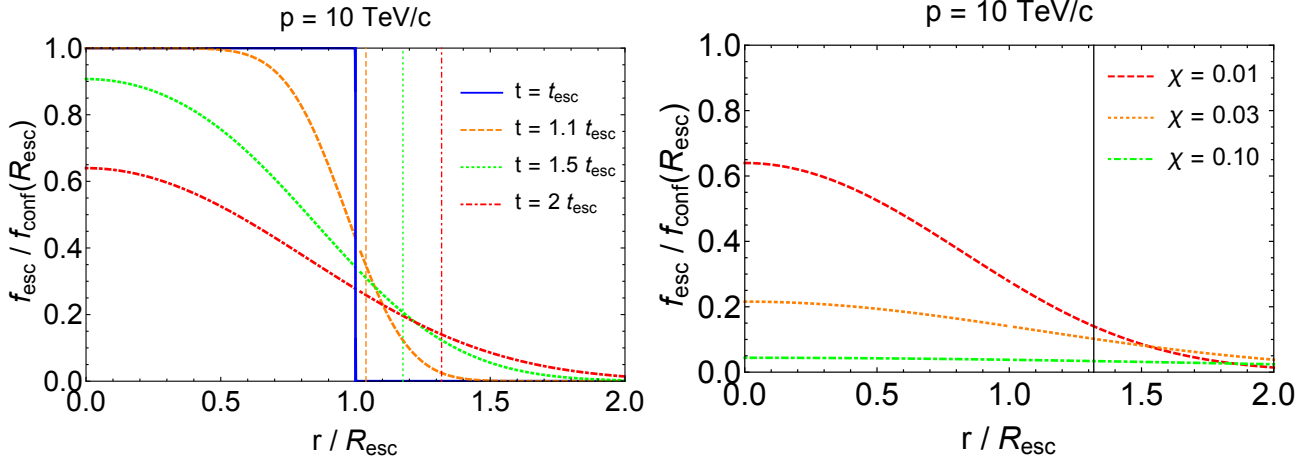 p = 10 TeV/c
f_esc / f_conf(R_esc)
1.0
0.8
0.6
0.4
0.2
0.0
0.0 0.5 1.0 1.5 2.0
r / R_esc
t = t_esc
t = 1.1 t_esc
t = 1.5 t_esc
t = 2 t_esc
p = 10 TeV/c
f_esc / f_conf(R_esc)
1.0
0.8
0.6
0.4
0.2
0.0
0.0 0.5 1.0 1.5 2.0
r / R_esc
χ = 0.01
χ = 0.03
χ = 0.10